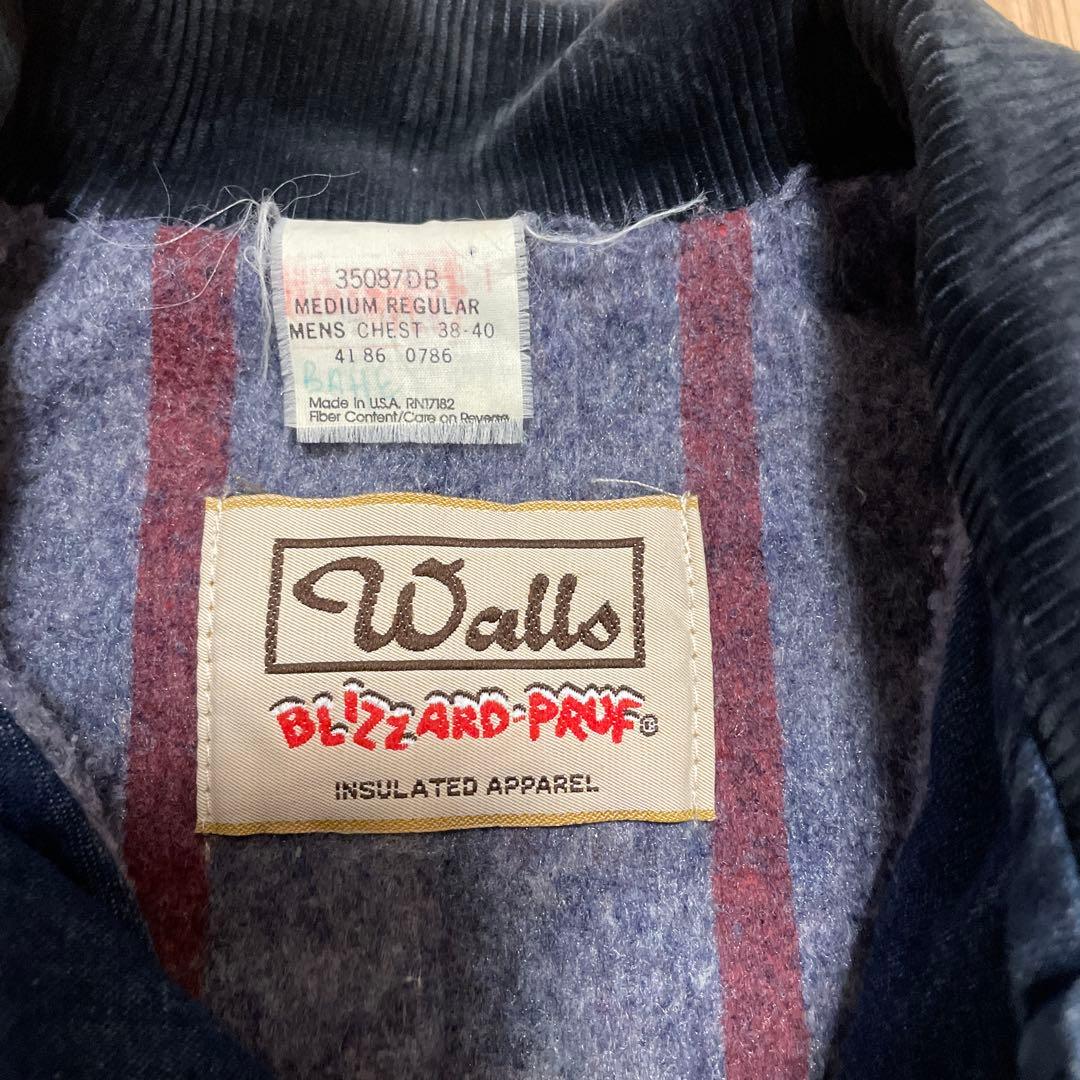 35087DB
MEDIUM REGULAR
MENS CHEST 38-40
4186 0786
Made in U.S.A. RN17182
Fiber Content/Care on Reverse
Walls
BLIZZARD-PRUF®
INSULATED APPAREL